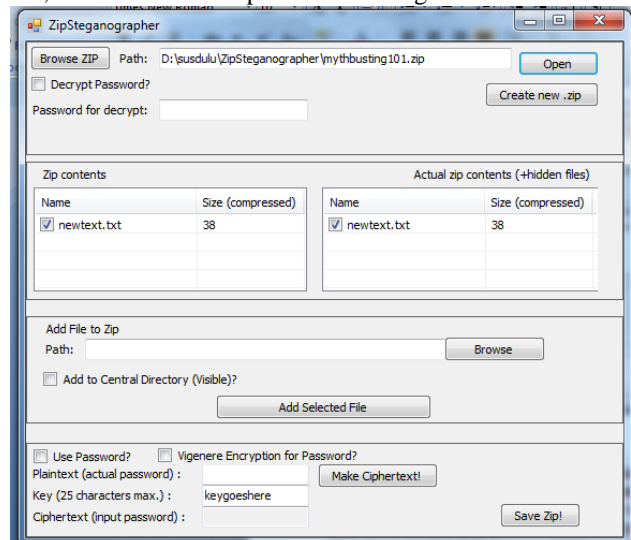 ZipSteganographer
Browse ZIP Path: D:\susdulu\ZipSteganographer\mythbusting101.zip Open
Decrypt Password?
Create new .zip
Password for decrypt:
Zip contents Actual zip contents (+hidden files)
Name Size (compressed) Name Size (compressed)
newtext.txt 38 newtext.txt 38
Add File to Zip
Path: Browse
Add to Central Directory (Visible)?
Add Selected File
Use Password? Vigenere Encryption for Password?
Plaintext (actual password) : Make Ciphertext!
Key (25 characters max.) : keygoeshere
Ciphertext (input password) : Save Zip!